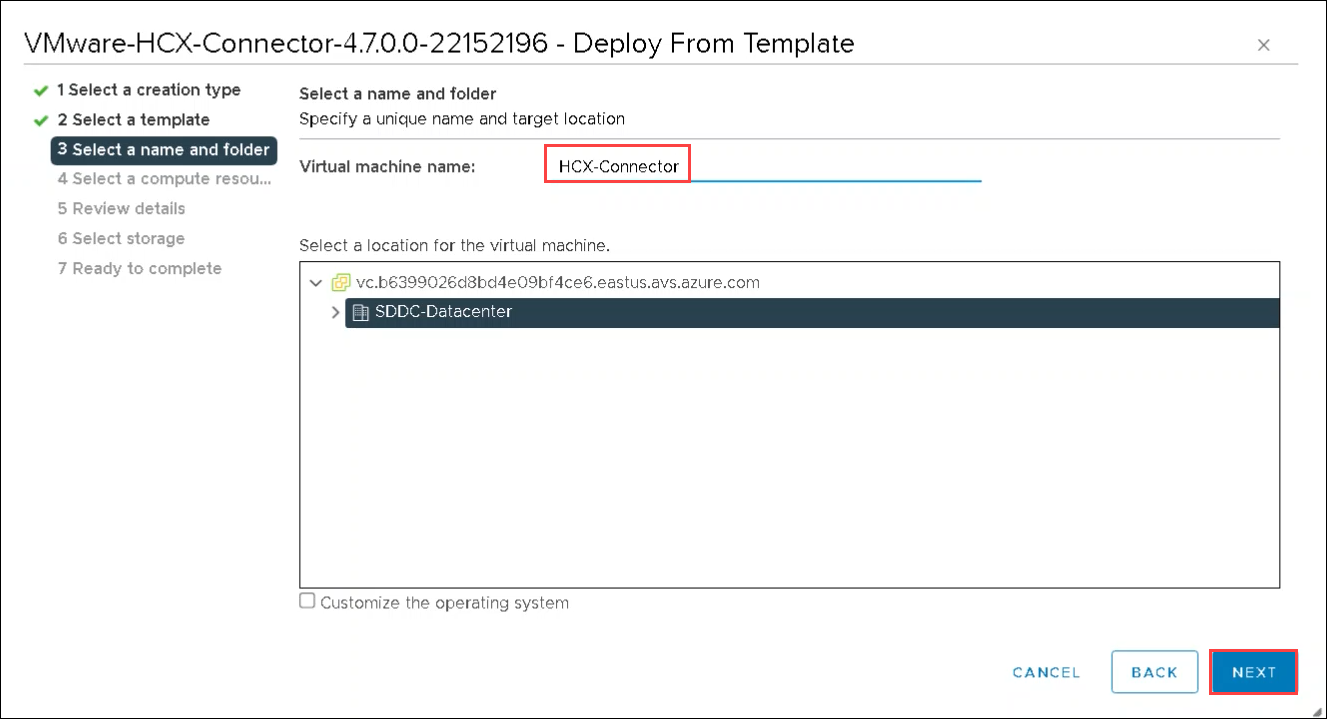 VMware-HCX-Connector-4.7.0.0-22152196 - Deploy From Template
1 Select a creation type
2 Select a template
3 Select a name and folder
4 Select a compute resou...
5 Review details
6 Select storage
7 Ready to complete
Select a name and folder
Specify a unique name and target location
Virtual machine name: HCX-Connector
Select a location for the virtual machine.
vc.b6399026d8bd4e09bf4ce6.eastus.avs.azure.com
SDDC-Datacenter
Customize the operating system
CANCEL BACK NEXT